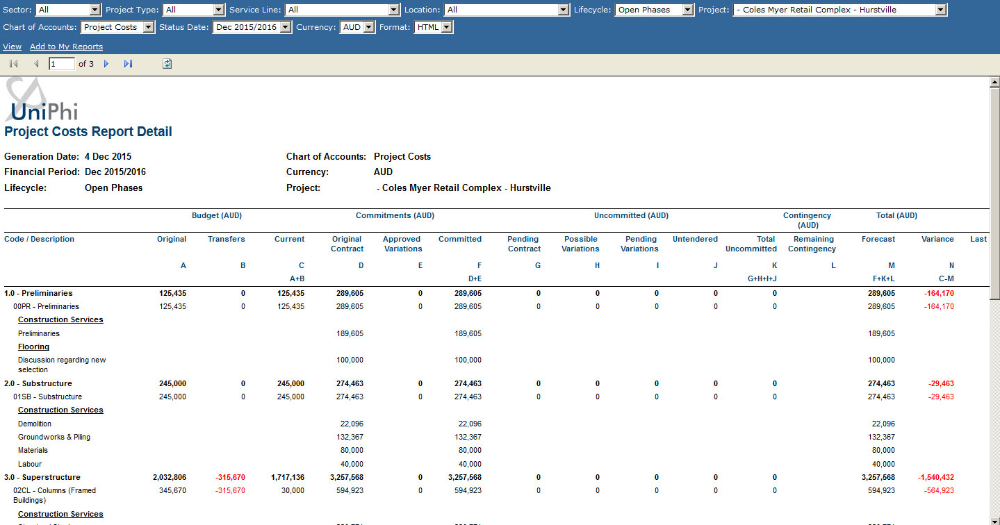 Sector: All Project Type: All Service Line: All Location: All Lifecycle: Open Phases Project: - Coles Myer Retail Complex - Hurstville
Chart of Accounts: Project Costs Status Date: Dec 2015/2016 Currency: AUD Format: HTML
View Add to My Reports
1 of 3
UniPhi
Project Costs Report Detail
Generation Date: 4 Dec 2015 Chart of Accounts: Project Costs
Financial Period: Dec 2015/2016 Currency: AUD
Lifecycle: Open Phases Project: - Coles Myer Retail Complex - Hurstville
Budget (AUD) Commitments (AUD) Uncommitted (AUD) Contingency Total (AUD)
(AUD)
Code / Description Original Transfers Current Original Approved Committed Pending Possible Pending Untendered Total Remaining Forecast Variance Last
Contract Variations Contract Variations Variations Uncommitted Contingency
A B C D E F G H I J K L M N
A+B D+E G+H+I+J F+K+L C-M
1.0 - Preliminaries 125,435 0 125,435 289,605 0 289,605 0 0 0 0 0 289,605 -164,170
00PR - Preliminaries 125,435 0 125,435 289,605 0 289,605 0 0 0 0 0 289,605 -164,170
Construction Services
Preliminaries 189,605 189,605 189,605
Flooring
Discussion regarding new 100,000 100,000 100,000
selection
2.0 - Substructure 245,000 0 245,000 274,463 0 274,463 0 0 0 0 0 274,463 -29,463
01SB - Substructure 245,000 0 245,000 274,463 0 274,463 0 0 0 0 0 274,463 -29,463
Construction Services
Demolition 22,096 22,096 22,096
Groundworks & Piling 132,367 132,367 132,367
Materials 80,000 80,000 80,000
Labour 40,000 40,000 40,000
3.0 - Superstructure 2,032,806 -315,670 1,717,136 3,257,568 0 3,257,568 0 0 0 0 0 3,257,568 -1,540,432
02CL - Columns (Framed 345,670 -315,670 30,000 594,923 0 594,923 0 0 0 0 0 594,923 -564,923
Buildings)
Construction Services